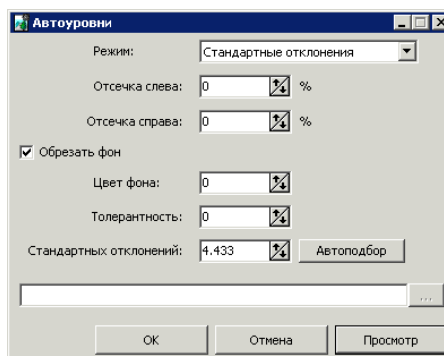 Автоуровни
Режим: Стандартные отклонения
Отсечка слева: 0 %
Отсечка справа: 0 %
Обрезать фон
Цвет фона: 0
Толерантность: 0
Стандартных отклонений: 4.433 Автоподбор
...
ОК Отмена Просмотр